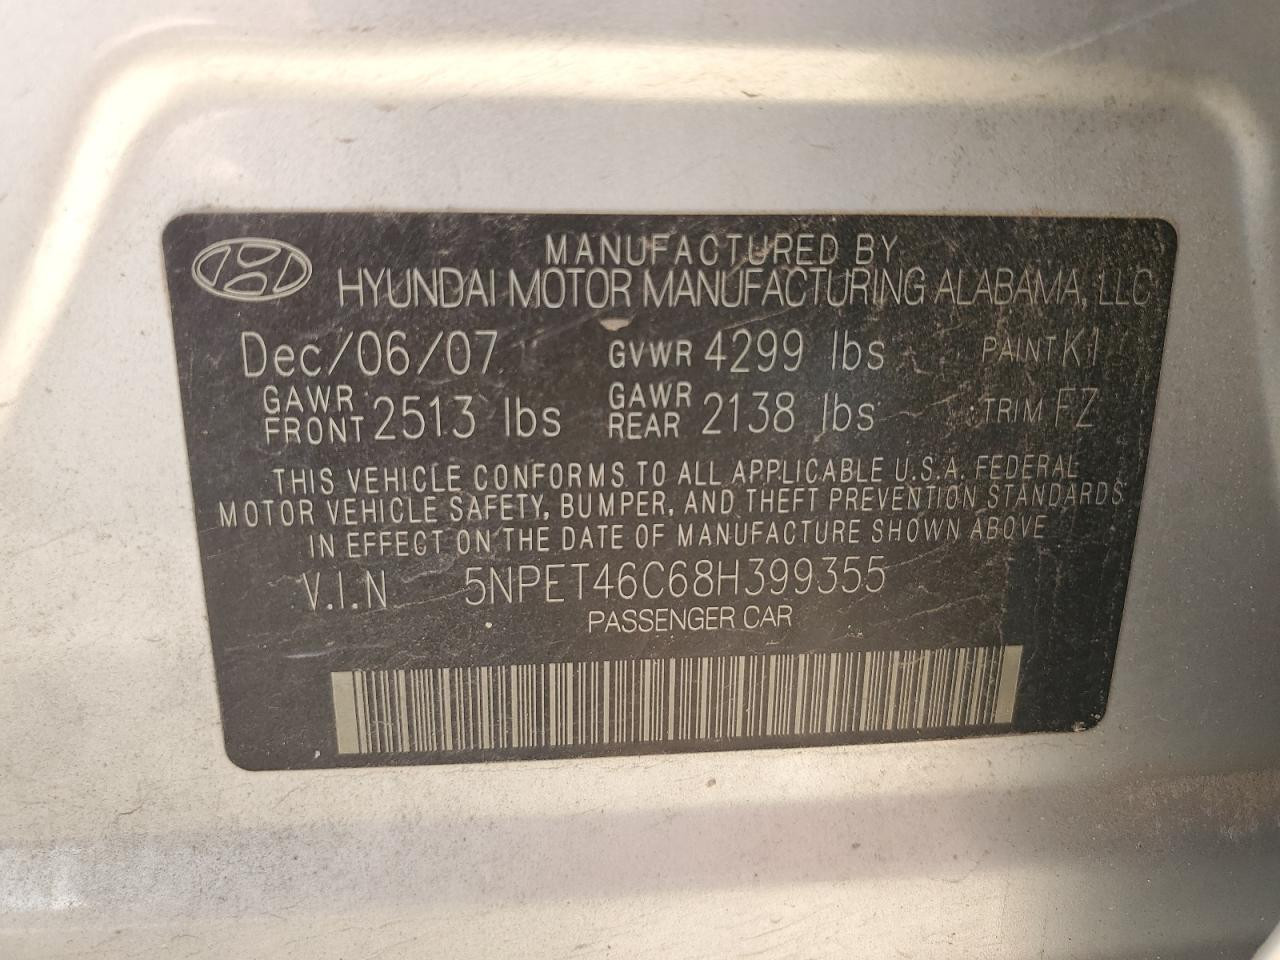 MANUFACTURED BY
HYUNDAI MOTOR MANUFACTURING ALABAMA, LLC
Dec/06/07 GVWR 4299 lbs PAINT K1
GAWR FRONT 2513 lbs GAWR REAR 2138 lbs TRIM FZ
THIS VEHICLE CONFORMS TO ALL APPLICABLE U.S.A. FEDERAL
MOTOR VEHICLE SAFETY, BUMPER, AND THEFT PREVENTION STANDARDS
IN EFFECT ON THE DATE OF MANUFACTURE SHOWN ABOVE
V.I.N 5NPET46C68H399355
PASSENGER CAR